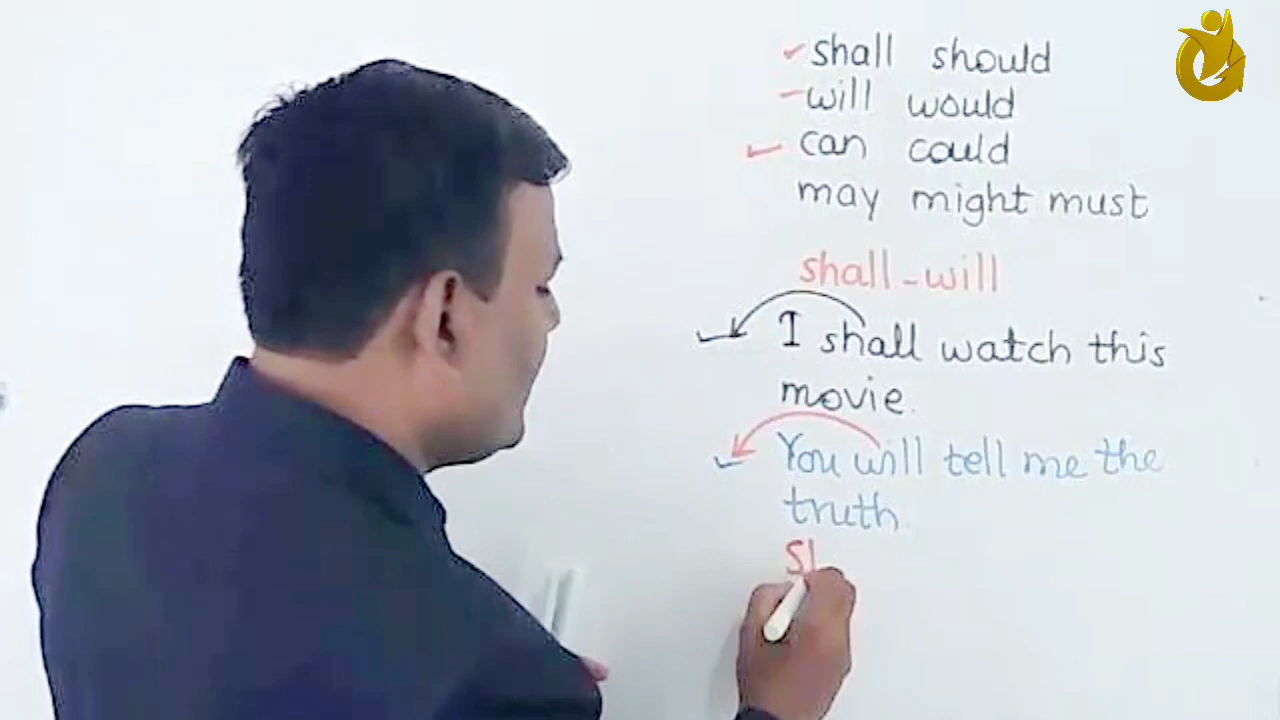 shall should
will would
can could
may might must
shall - will
I shall watch this
movie.
You will tell me the
truth.